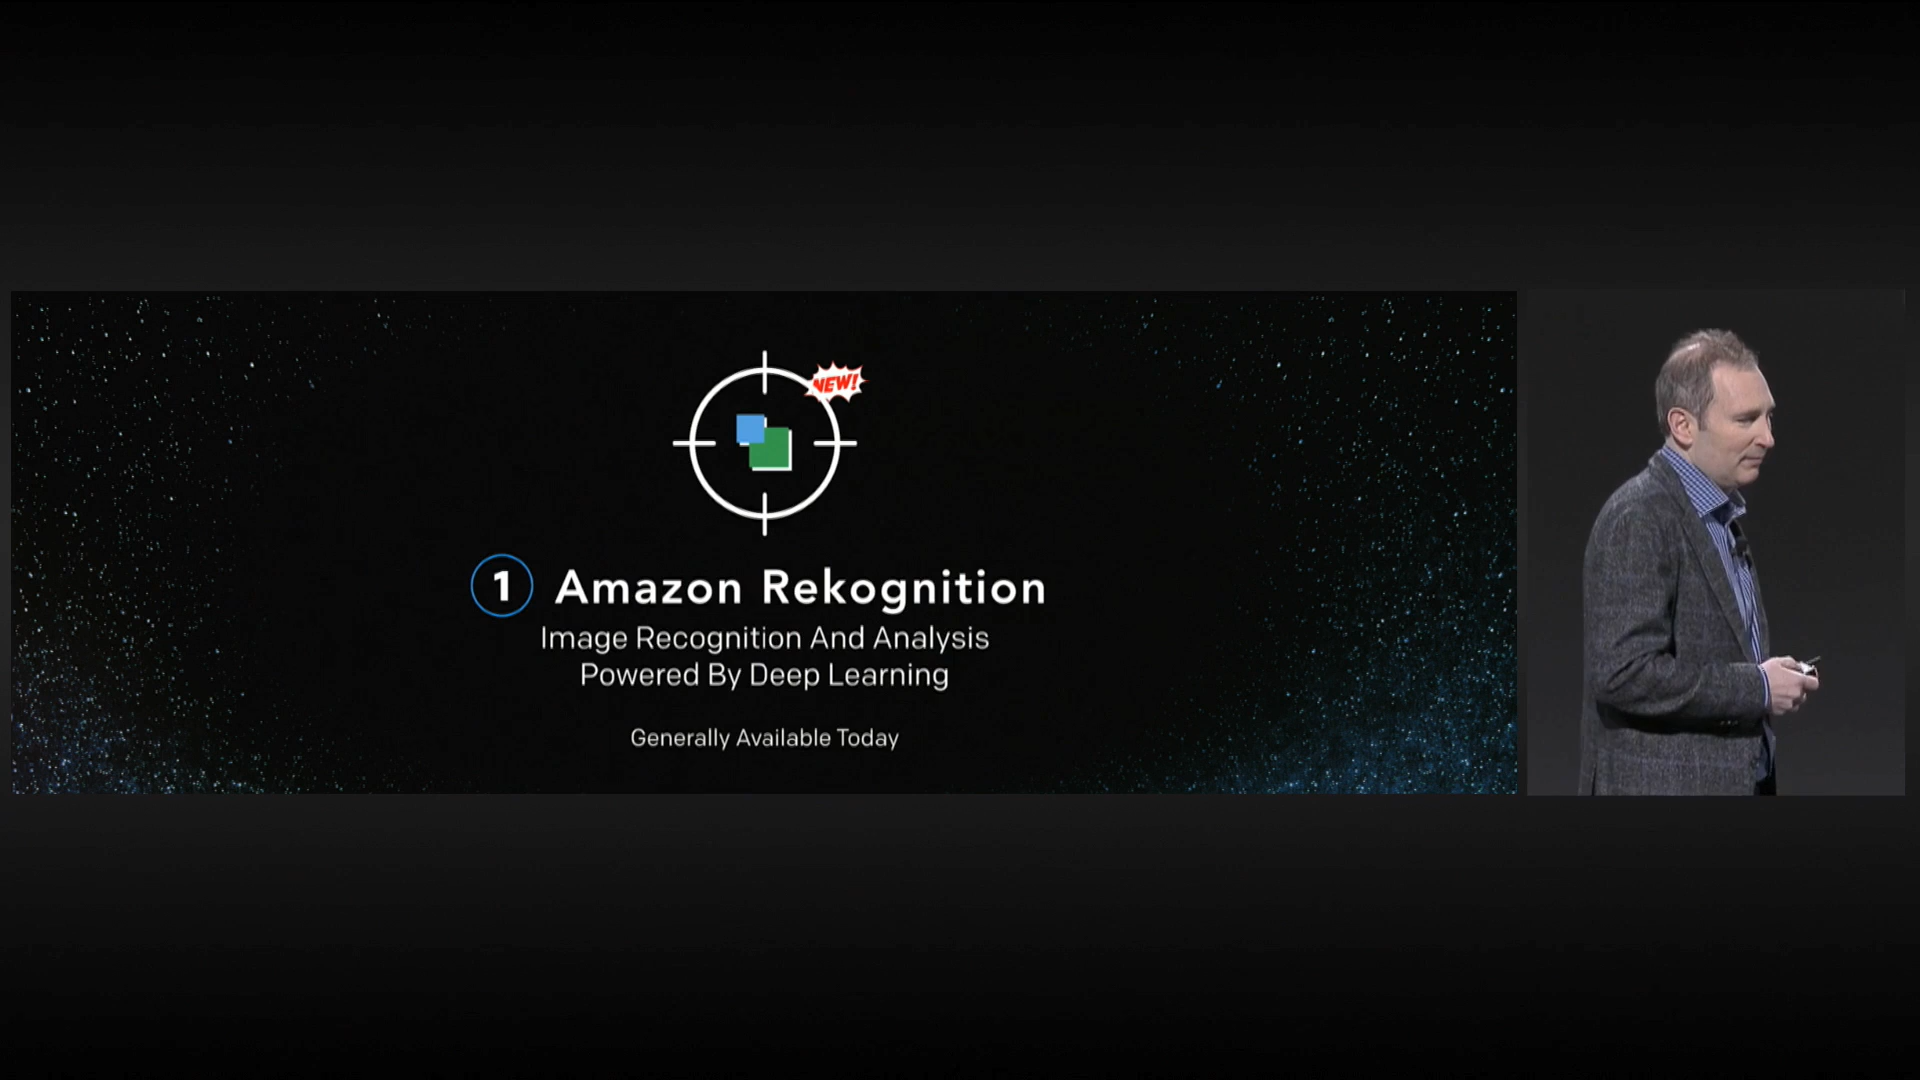 NEW!
1 Amazon Rekognition
Image Recognition And Analysis
Powered By Deep Learning
Generally Available Today